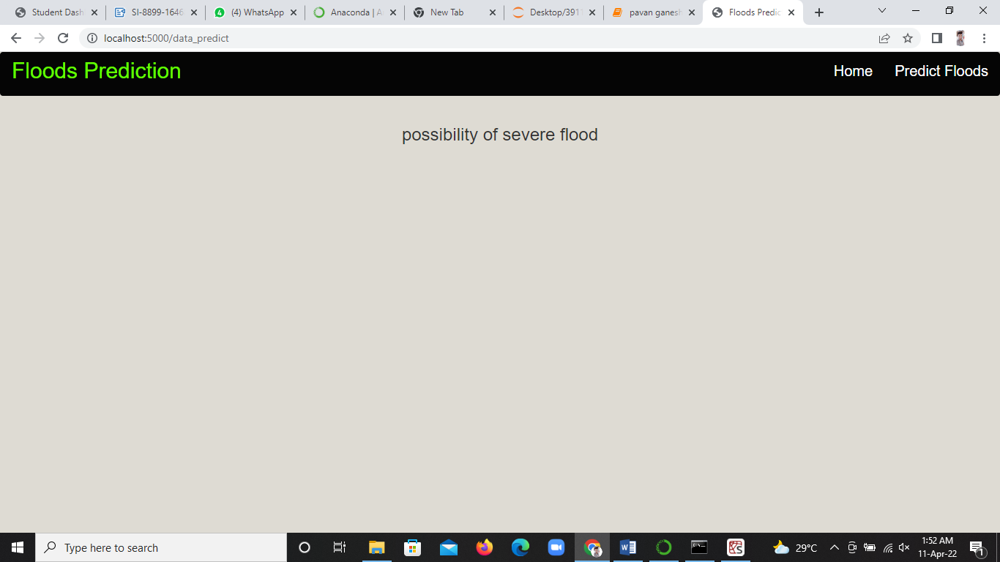 Student Dash
SI-8899-1646
4
(4) WhatsApp
Anaconda | A
New Tab
Desktop/391
pavan ganesh
Floods Predic
localhost:5000/data_predict
Floods Prediction
Home
Predict Floods
possibility of severe flood
Type here to search
29°C
1:52 AM
11-Apr-22
1